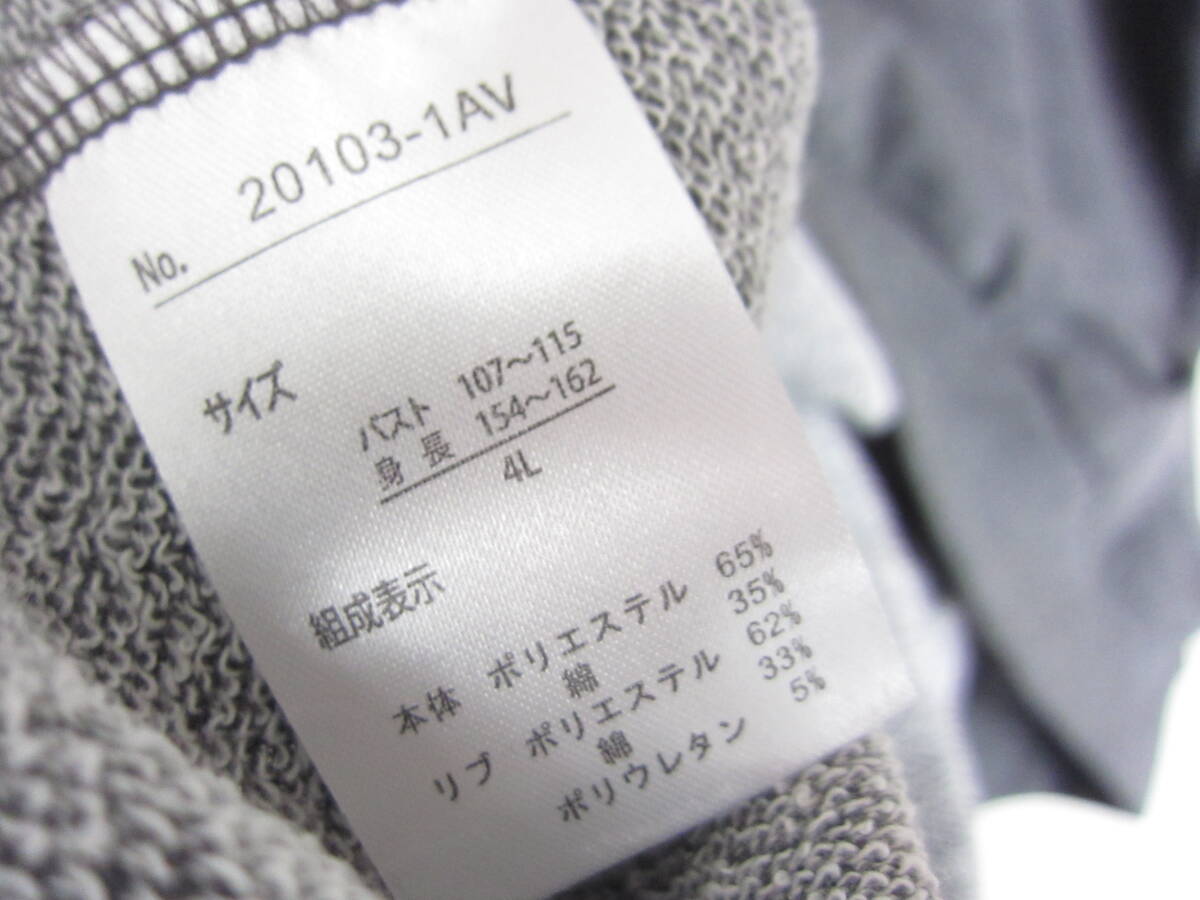 No. 20103-1AV
サイズ
バスト 107～115
身長 154～162
4L
組成表示
本体 ポリエステル 65%
綿 35%
リブ ポリエステル 62%
綿 33%
ポリウレタン 5%